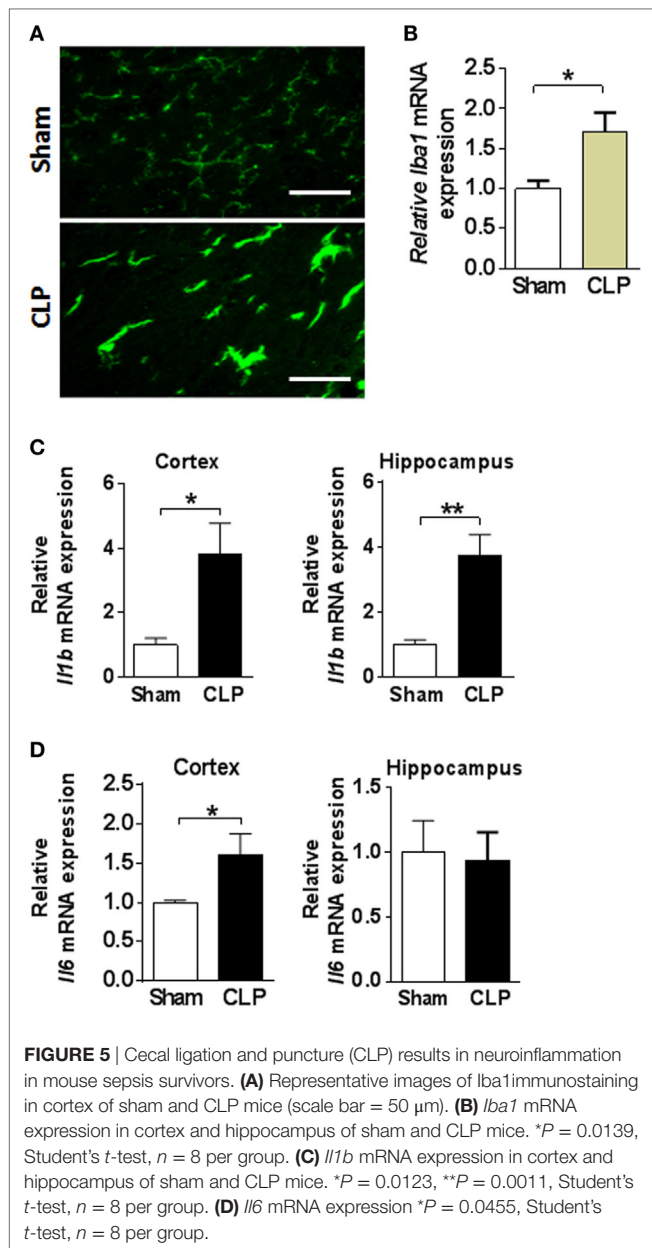 A
Sham
CLP
B
Relative Iba1 mRNA
expression
2.5
2.0
1.5
1.0
0.5
0.0
*
Sham CLP
C
Cortex
Relative
Il1b mRNA expression
6
4
2
0
*
Sham CLP
Hippocampus
Relative
Il1b mRNA expression
6
4
2
0
**
Sham CLP
D
Cortex
Relative
Il6 mRNA expression
2.5
2.0
1.5
1.0
0.5
0.0
*
Sham CLP
Hippocampus
Relative
Il6 mRNA expression
1.5
1.0
0.5
0.0
Sham CLP
FIGURE 5 | Cecal ligation and puncture (CLP) results in neuroinflammation
in mouse sepsis survivors. (A) Representative images of Iba1immunostaining
in cortex of sham and CLP mice (scale bar = 50 μm). (B) Iba1 mRNA
expression in cortex and hippocampus of sham and CLP mice. *P = 0.0139,
Student's t-test, n = 8 per group. (C) Il1b mRNA expression in cortex and
hippocampus of sham and CLP mice. *P = 0.0123, **P = 0.0011, Student's
t-test, n = 8 per group. (D) Il6 mRNA expression *P = 0.0455, Student's
t-test, n = 8 per group.